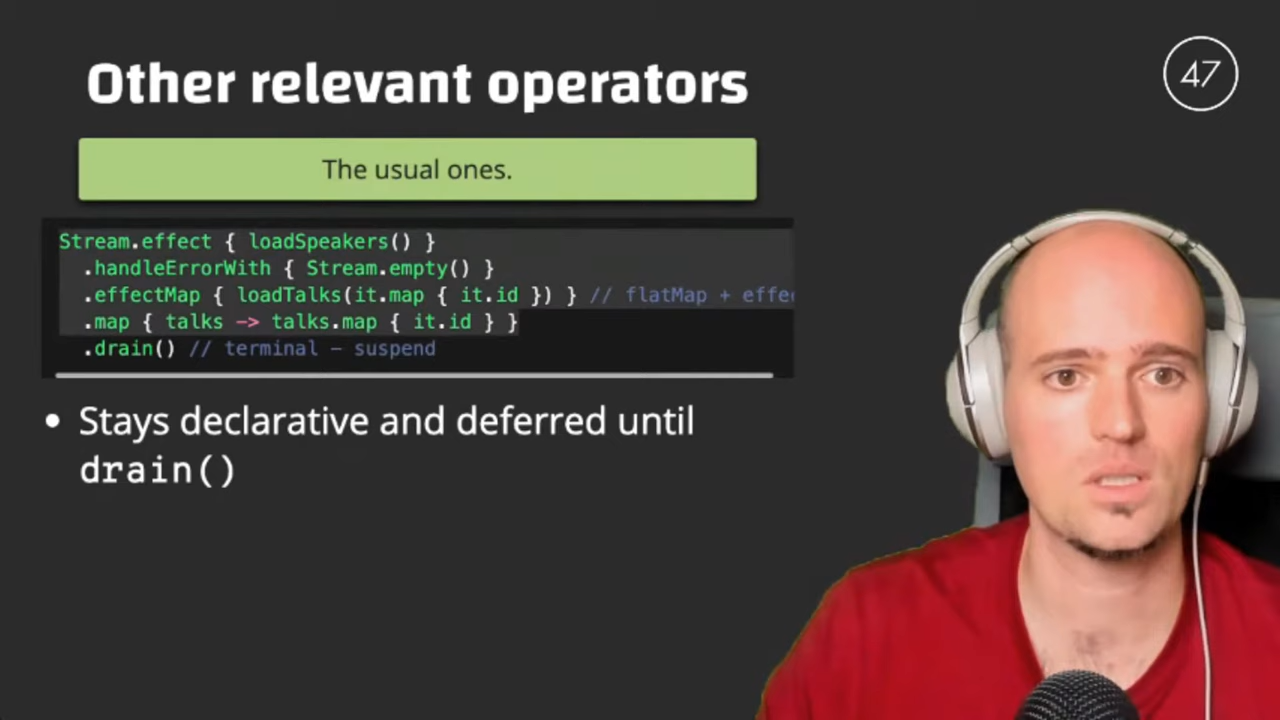 Other relevant operators
47
The usual ones.
Stream.effect { loadSpeakers() }
.handleErrorWith { Stream.empty() }
.effectMap { loadTalks(it.map { it.id }) } // flatMap +
.map { talks -> talks.map { it.id } }
.drain() // terminal - suspend
• Stays declarative and deferred until
drain()